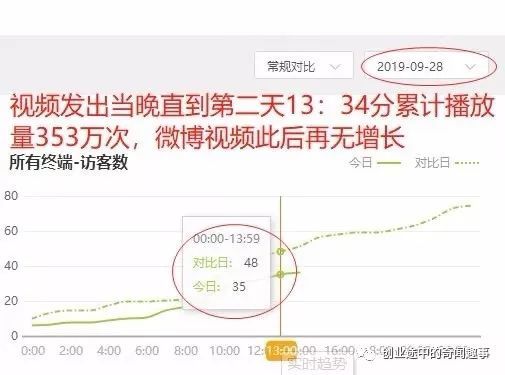 常规对比 2019-09-28
视频发出当晚直到第二天13：34分累计播放
量353万次，微博视频此后再无增长
所有终端-访客数 今日 对比日
80
60
40
20
0
00:00-13:59
对比日: 48
今日: 35
0:00 2:00 4:00 6:00 8:00 10:00 12:00 13:00 :00 16:00
创业途中的奇闻趣事
实时趋势